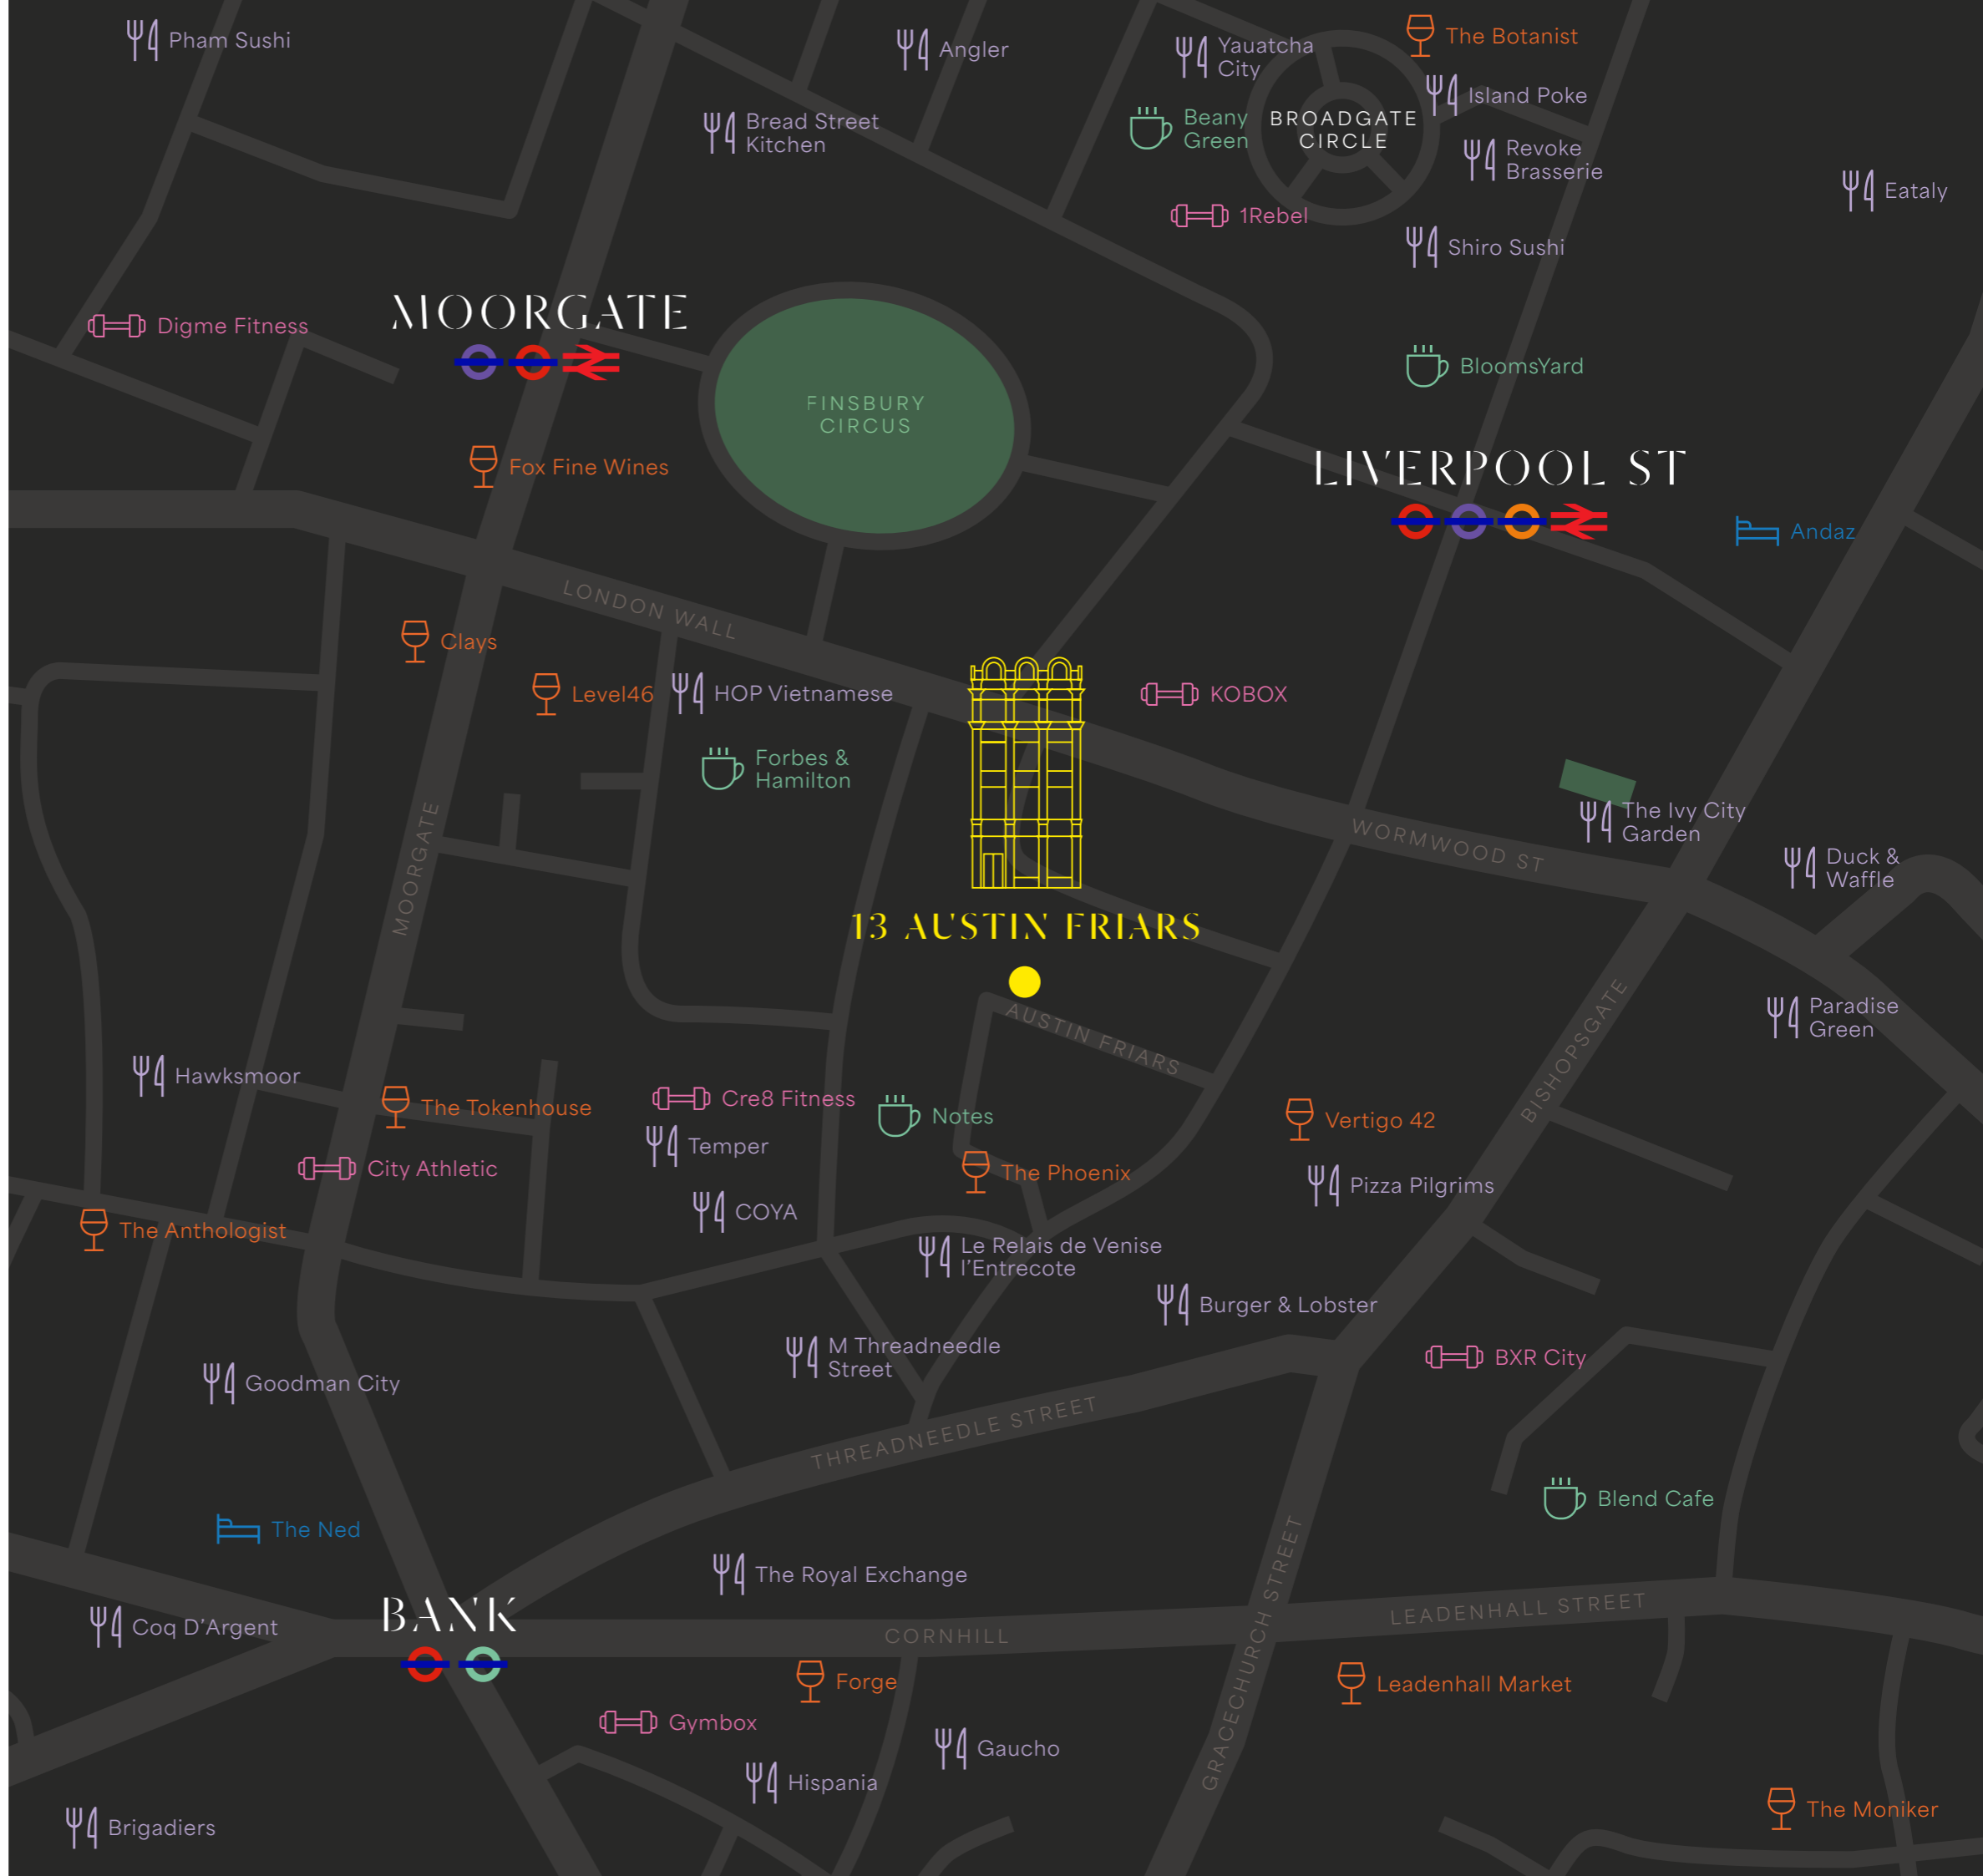 Pham Sushi
Angler
Yauatcha
City
The Botanist
Island Poke
Bread Street
Kitchen
Beany
Green
BROADGATE
CIRCLE
Revoke
Brasserie
Eataly
1Rebel
Shiro Sushi
MOORGATE
Digme Fitness
BloomsYard
FINSBURY
CIRCUS
Fox Fine Wines
LIVERPOOL ST
Andaz
LONDON WALL
Clays
Level46
HOP Vietnamese
KOBOX
Forbes &
Hamilton
The Ivy City
Garden
WORMWOOD ST
Duck &
Waffle
MOORGATE
13 AUSTIN FRIARS
Paradise
Green
AUSTIN FRIARS
BISHOPSGATE
Hawksmoor
The Tokenhouse
Cre8 Fitness
Notes
Vertigo 42
Temper
City Athletic
The Phoenix
Pizza Pilgrims
COYA
The Anthologist
Le Relais de Venise
l'Entrecote
Burger & Lobster
M Threadneedle
Street
BXR City
Goodman City
THREADNEEDLE STREET
Blend Cafe
The Ned
The Royal Exchange
BANK
Coq D'Argent
CORNHILL
LEADENHALL STREET
GRACECHURCH STREET
Forge
Leadenhall Market
Gymbox
Gaucho
Hispania
The Moniker
Brigadiers